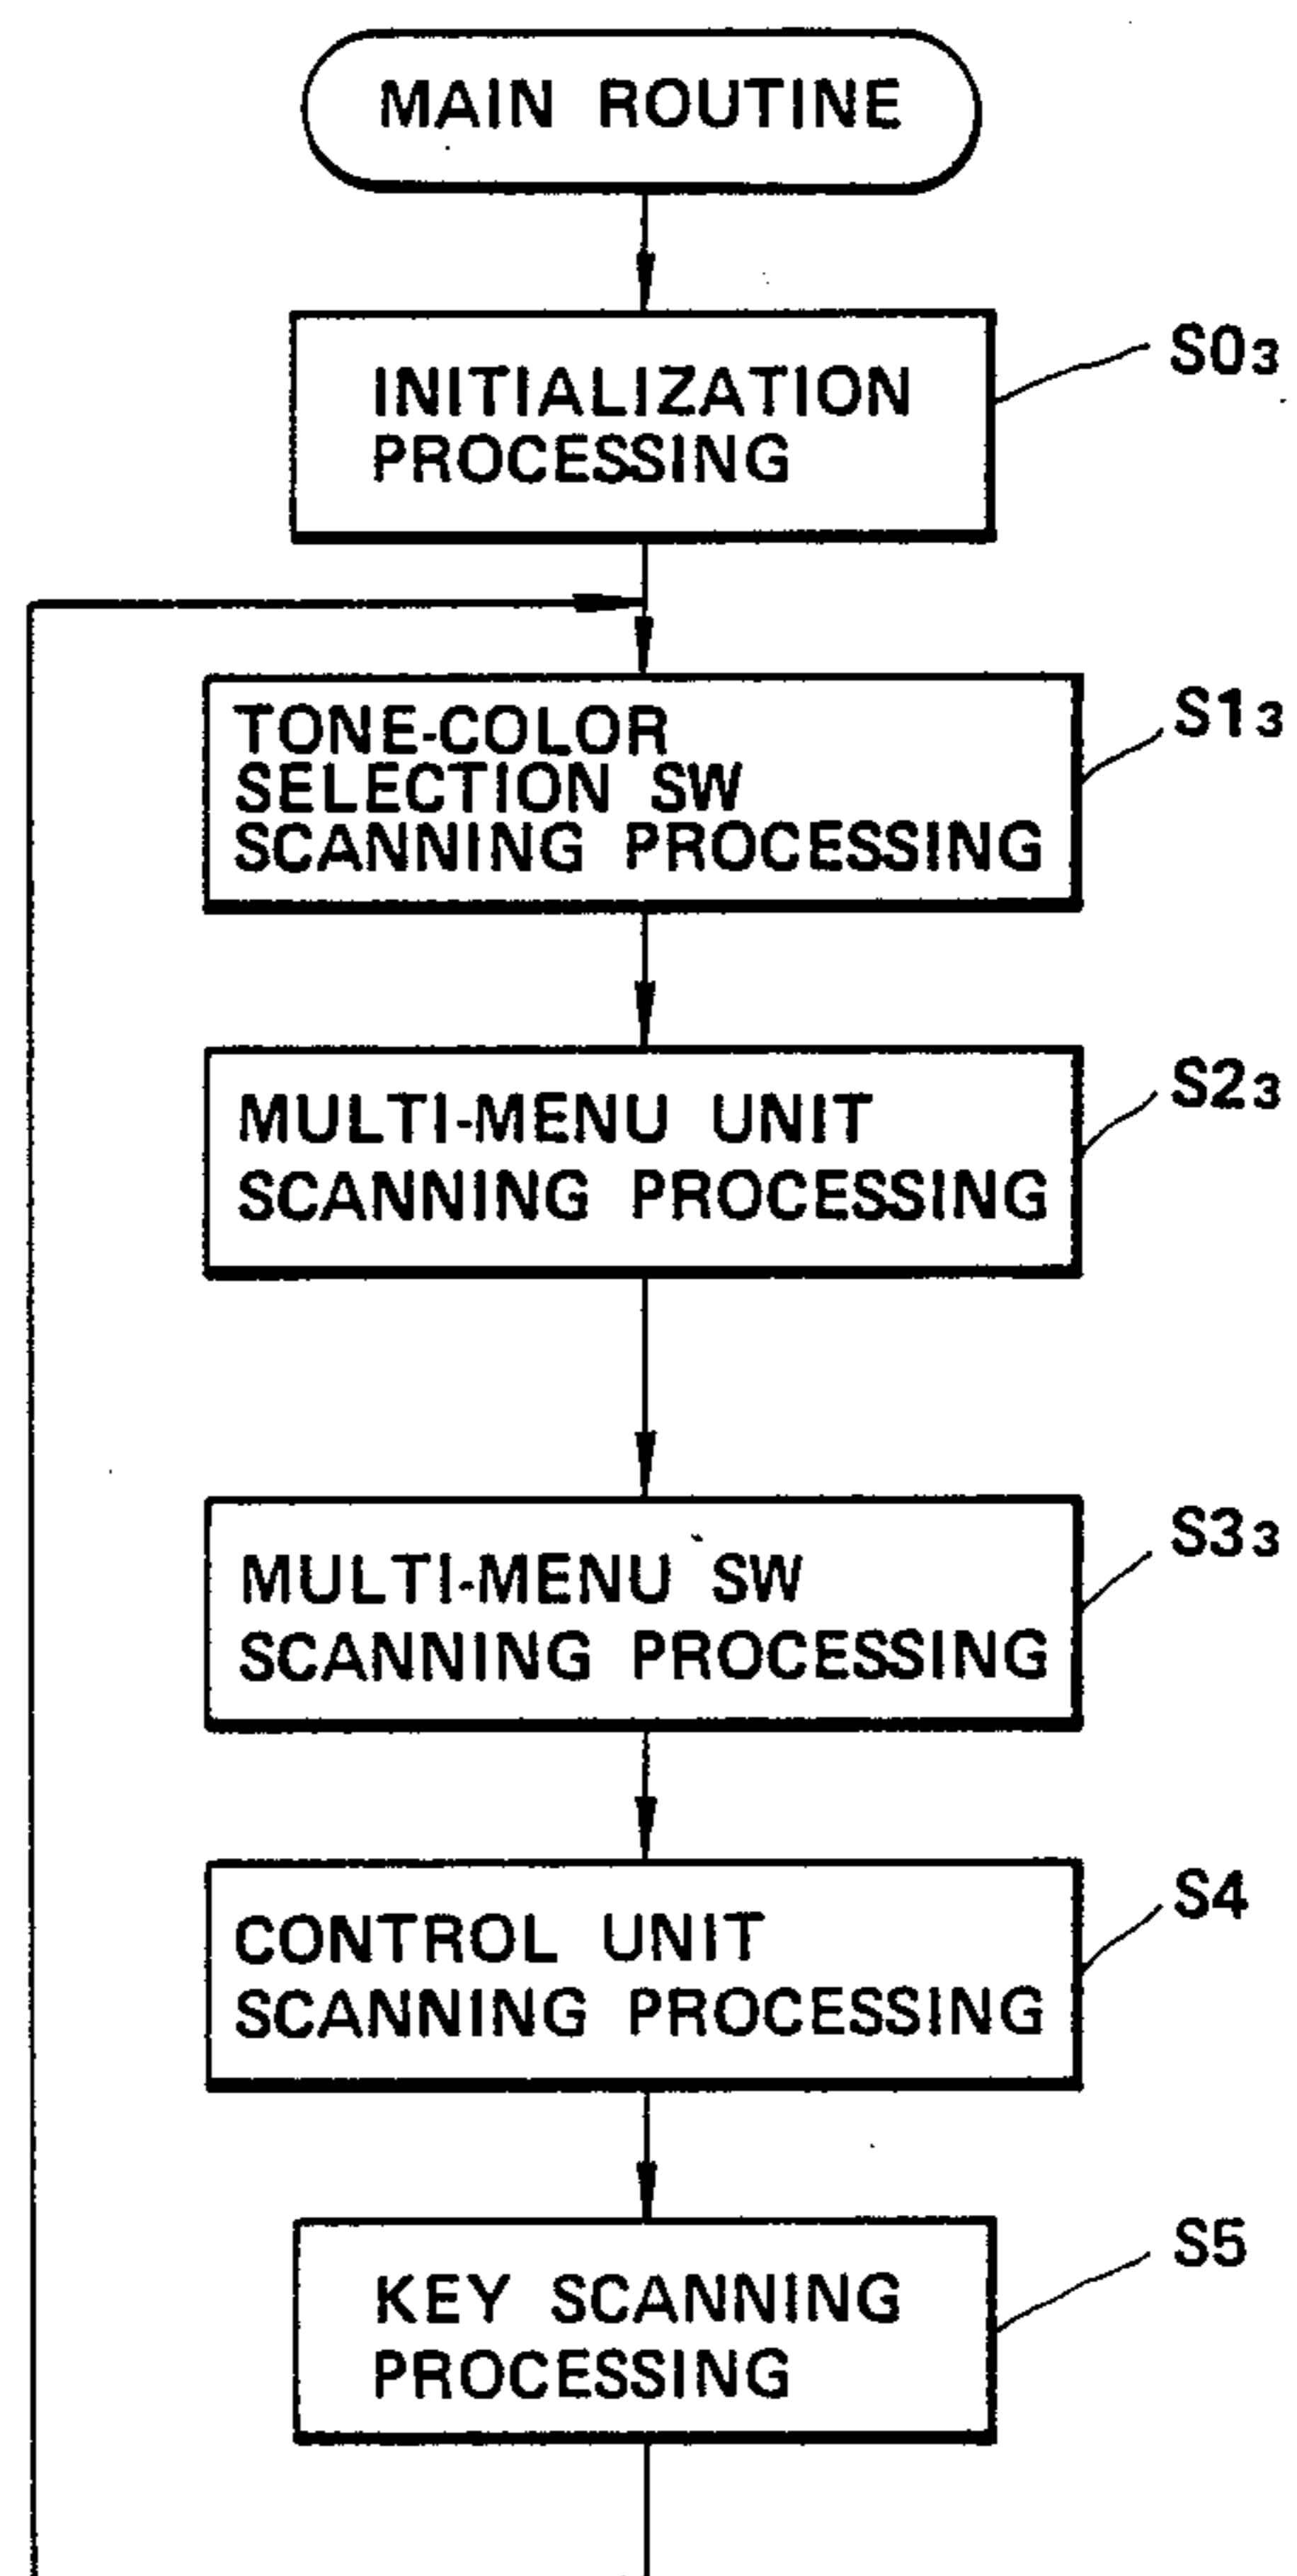 MAIN ROUTINE
INITIALIZATION
PROCESSING
S03
TONE-COLOR
SELECTION SW
SCANNING PROCESSING
S13
MULTI-MENU UNIT
SCANNING PROCESSING
S23
MULTI-MENU SW
SCANNING PROCESSING
S33
CONTROL UNIT
SCANNING PROCESSING
S4
KEY SCANNING
PROCESSING
S5